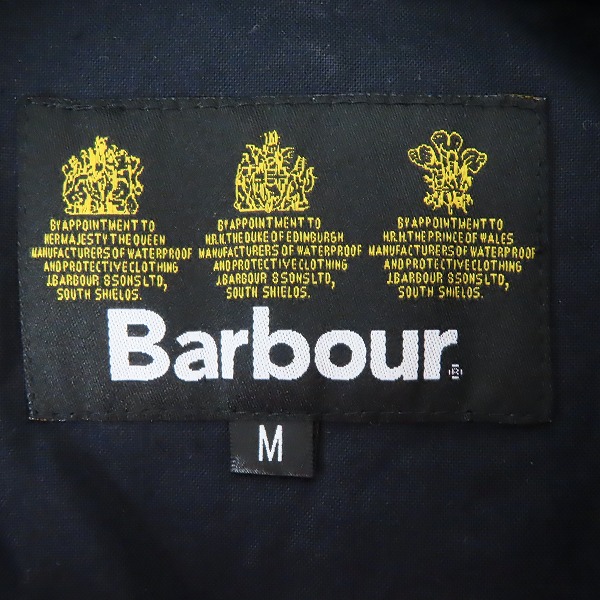 BY APPOINTMENT TO
HER MAJESTY THE QUEEN
MANUFACTURERS OF WATERPROOF
AND PROTECTIVE CLOTHING
J.BARBOUR & SONS LTD,
SOUTH SHIELDS.
BY APPOINTMENT TO
H.R.H. THE DUKE OF EDINBURGH
MANUFACTURERS OF WATERPROOF
AND PROTECTIVE CLOTHING
J.BARBOUR & SONS LTD,
SOUTH SHIELDS.
BY APPOINTMENT TO
H.R.H. THE PRINCE OF WALES
MANUFACTURERS OF WATERPROOF
AND PROTECTIVE CLOTHING
J.BARBOUR & SONS LTD,
SOUTH SHIELDS.
Barbour®
M